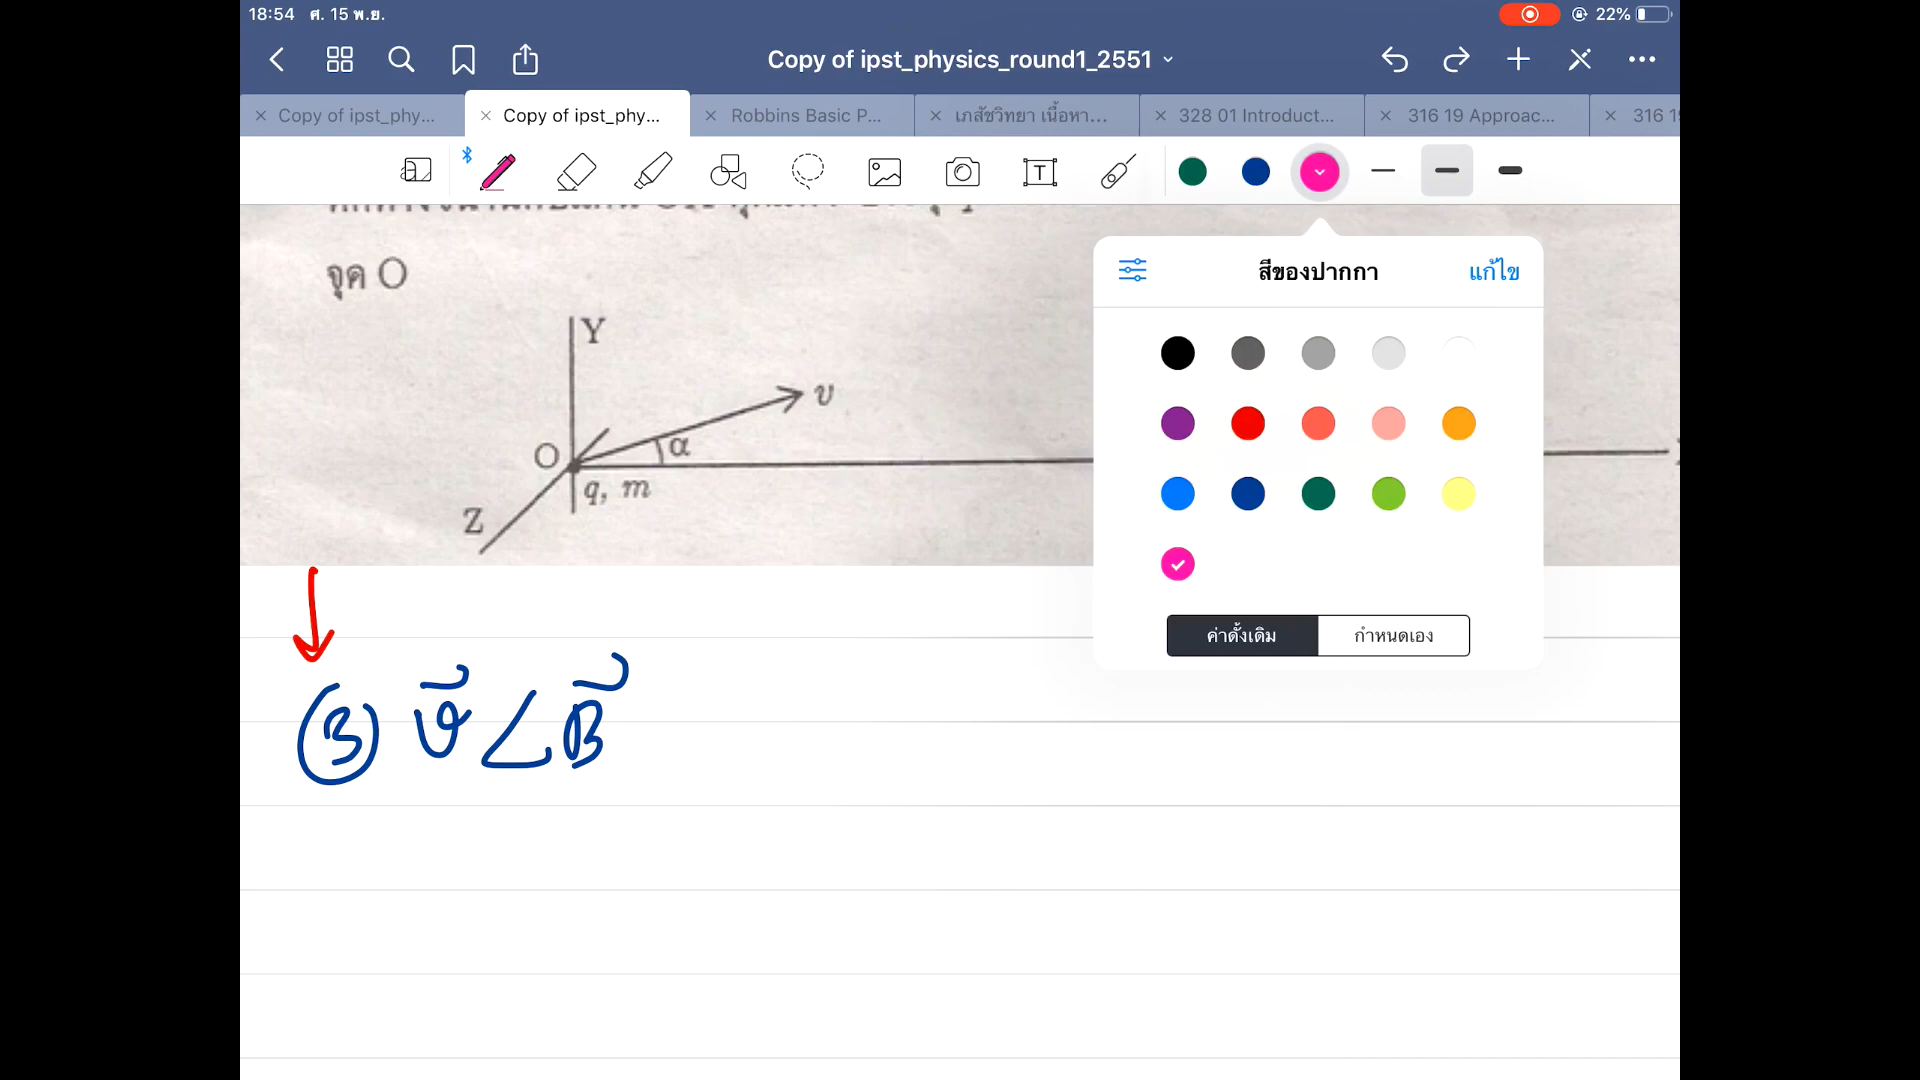 18:54 ศ. 15 พ.ย. 22%
Copy of ipst_physics_round1_2551
Copy of ipst_phy... Copy of ipst_phy... Robbins Basic P... เภสัชวิทยา เนื้อหา... 328 01 Introduct... 316 19 Approac... 316 19
T
จุด O
สีของปากกา แก้ไข
Y
v
O α
q, m
Z
ค่าดั้งเดิม กำหนดเอง
(3) v ∠ B